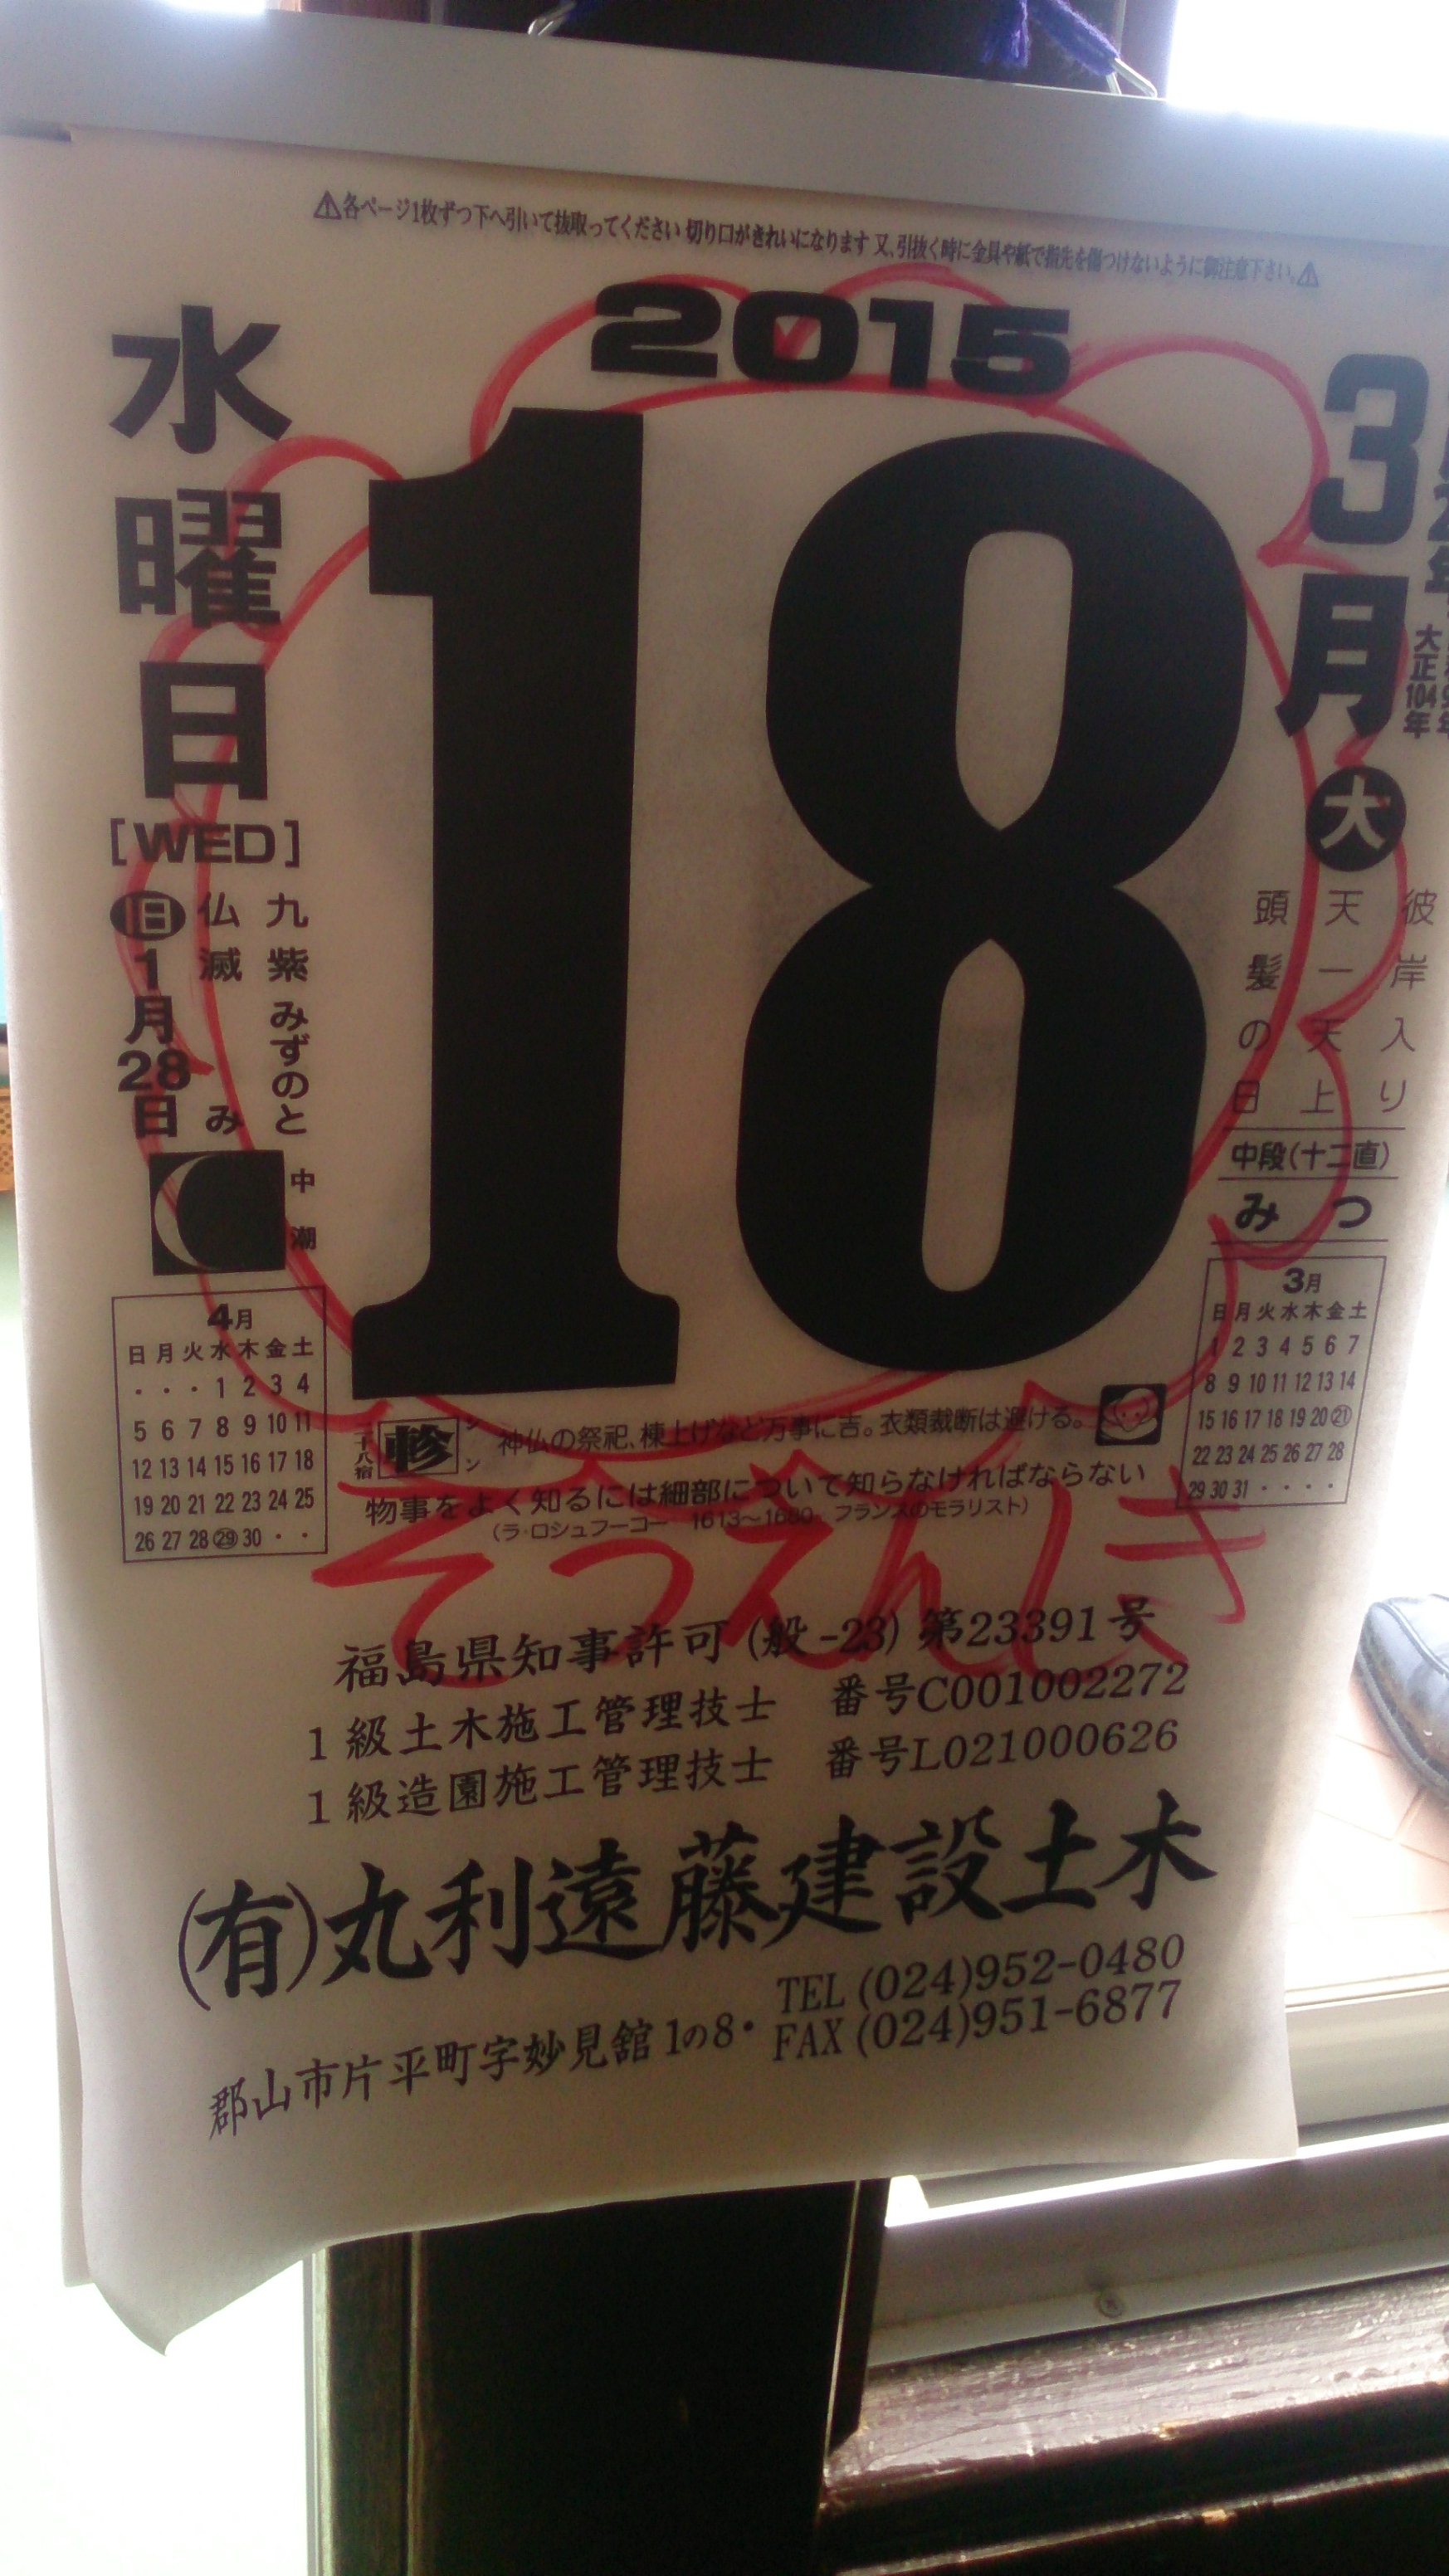 ⚠各ページ1枚ずつ下へ引いて抜取ってください 切り口がきれいになります 又、引抜く時に金具や紙で指先を傷つけないように御注意下さい。⚠
2015
3月 大
大正104年
18
水曜日
[WED]
彼岸入り
天一天上
頭髪の日
中段(十二直)
みつ
九紫 みずのと
仏滅 み
旧1月28日
中潮
3月
日月火水木金土
1 2 3 4 5 6 7
8 9 10 11 12 13 14
15 16 17 18 19 20 21
22 23 24 25 26 27 28
29 30 31 ・ ・ ・ ・
4月
日月火水木金土
・ ・ ・ 1 2 3 4
5 6 7 8 9 10 11
12 13 14 15 16 17 18
19 20 21 22 23 24 25
26 27 28 29 30 ・ ・
二十八宿 軫 シン 神仏の祭祀、棟上げなど万事に吉。衣類裁断は避ける。
物事をよく知るには細部について知らなければならない
(ラ・ロシュフーコー 1613〜1680 フランスのモラリスト)
そつえんしき
福島県知事許可 (般-23) 第23391号
1級土木施工管理技士 番号C001002272
1級造園施工管理技士 番号L021000626
(有)丸利遠藤建設土木
郡山市片平町字妙見舘1の8・
TEL (024)952-0480
FAX (024)951-6877